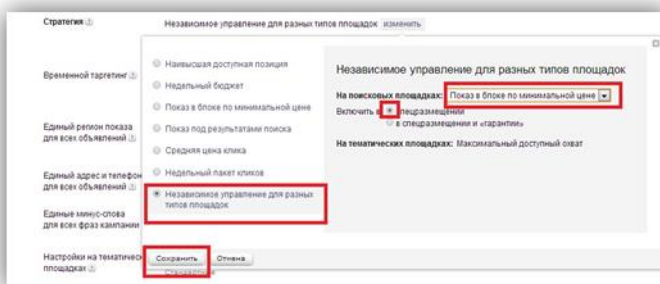 Стратегия
Независимое управление для разных типов площадок изменить
Временной таргетинг
Единый регион показа
для всех объявлений
Единый адрес и телефон
для всех объявлений
Единые минус-слова
для всех фраз кампании
Настройки на тематичес
площадках
Наивысшая доступная позиция
Недельный бюджет
Показ в блоке по минимальной цене
Показ под результатами поиска
Средняя цена клика
Недельный пакет кликов
Независимое управление для разных
типов площадок
Независимое управление для разных типов площадок
На поисковых площадках: Показ в блоке по минимальной цене
Включить в спецразмещении
в спецразмещении и «гарантии»
На тематических площадках: Максимальный доступный охват
Сохранить Отмена